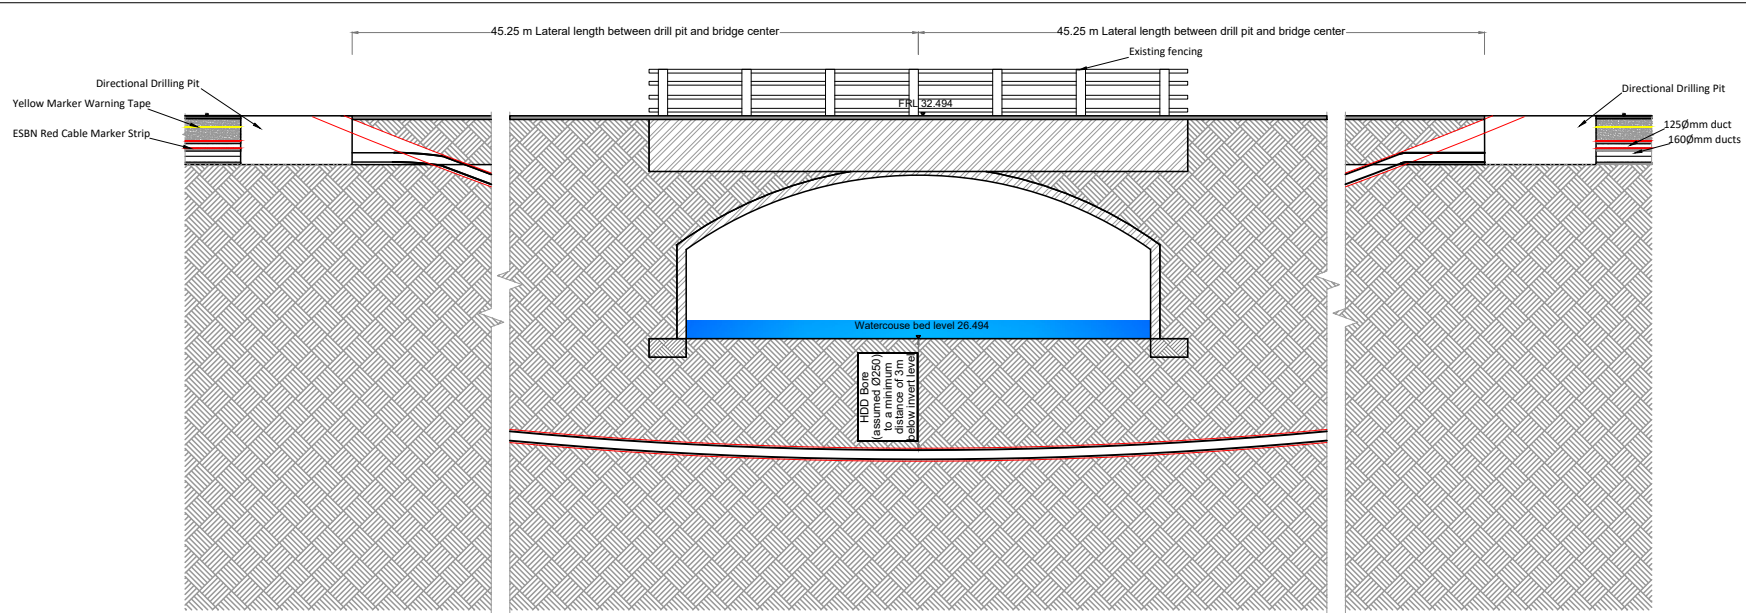 45.25 m Lateral length between drill pit and bridge center
45.25 m Lateral length between drill pit and bridge center
Existing fencing
Directional Drilling Pit
Directional Drilling Pit
Yellow Marker Warning Tape
FRL 32.494
125Ømm duct
ESBN Red Cable Marker Strip
160Ømm ducts
Watercouse bed level 26.494
HDD Bore
(assumed Ø250)
to a minimum
distance of 3m
below invert level